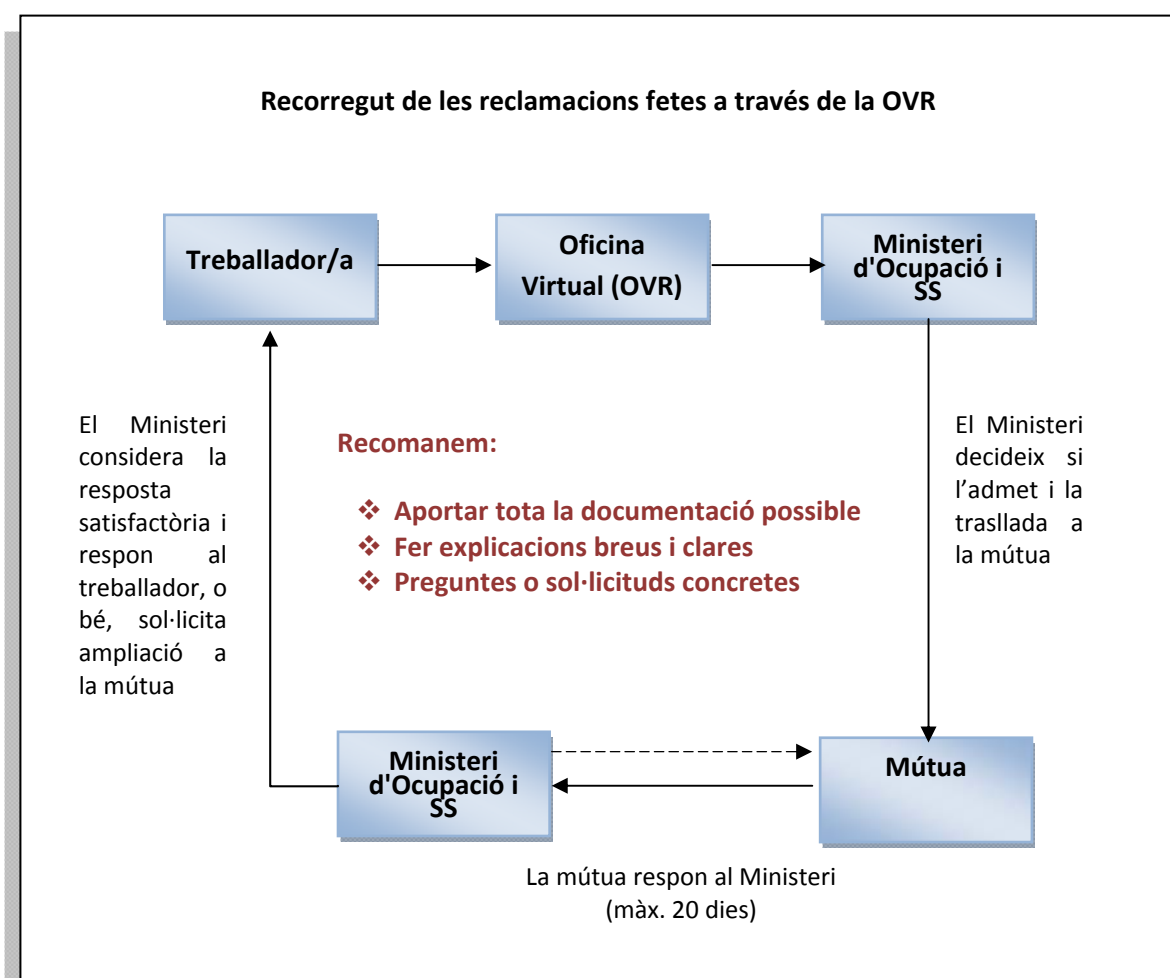 Recorregut de les reclamacions fetes a través de la OVR
Treballador/a
Oficina
Virtual (OVR)
Ministeri
d'Ocupació i
SS
El Ministeri
considera la
resposta
satisfactòria i
respon al
treballador, o
bé, sol·licita
ampliació a
la mútua
Recomanem:
❖ Aportar tota la documentació possible
❖ Fer explicacions breus i clares
❖ Preguntes o sol·licituds concretes
El Ministeri
decideix si
l’admet i la
trasllada a
la mútua
Ministeri
d'Ocupació i
SS
Mútua
La mútua respon al Ministeri
(màx. 20 dies)